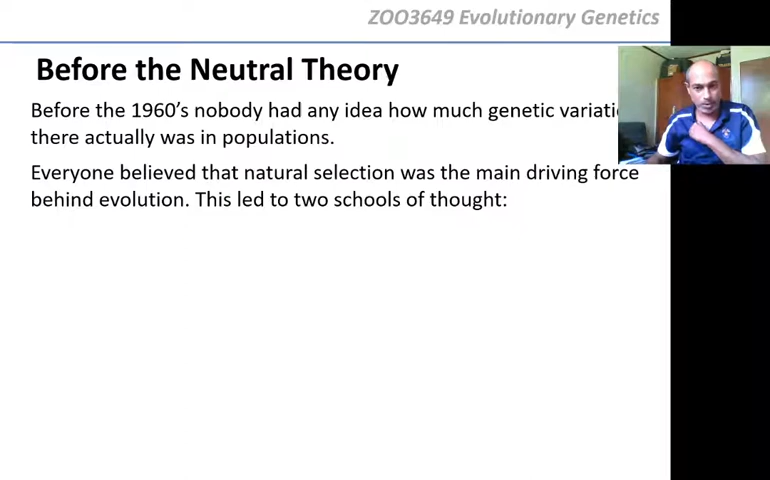 ZOO3649 Evolutionary Genetics
Before the Neutral Theory
Before the 1960's nobody had any idea how much genetic
there actually was in populations.
Everyone believed that natural selection was the main driving force
behind evolution. This led to two schools of thought: